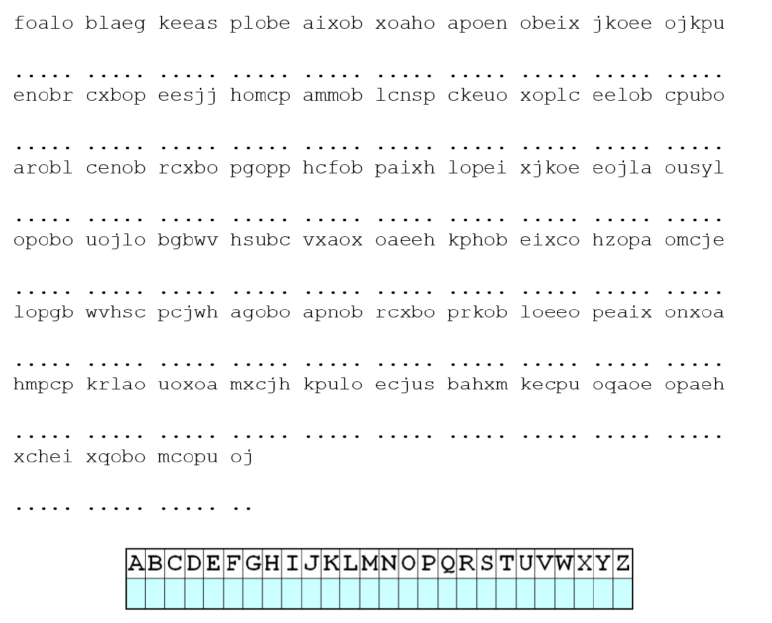 foalo blaeg keeas plobe aixob xoaho apoen obeix jkoee ojkpu
..... ..... ..... ..... ..... ..... ..... ..... ..... .....
enobr cxbop eesjj homcp ammob lcnsp ckeuo xoplc eelob cpubo
..... ..... ..... ..... ..... ..... ..... ..... ..... .....
arobl cenob rcxbo pgopp hcfob paixh lopei xjkoe eojla ousyl
..... ..... ..... ..... ..... ..... ..... ..... ..... .....
opobo uojlo bgbwv hsubc vxaox oaeeh kphob eixco hzopa omcje
..... ..... ..... ..... ..... ..... ..... ..... ..... .....
lopgb wvhsc pcjwh agobo apnob rcxbo prkob loeeo peaix onxoa
..... ..... ..... ..... ..... ..... ..... ..... ..... .....
hmpcp krlao uoxoa mxcjh kpulo ecjus bahxm kecpu oqaoe opaeh
..... ..... ..... ..... ..... ..... ..... ..... ..... .....
xchei xqobo mcopu oj
..... ..... ..... ..
A B C D E F G H I J K L M N O P Q R S T U V W X Y Z